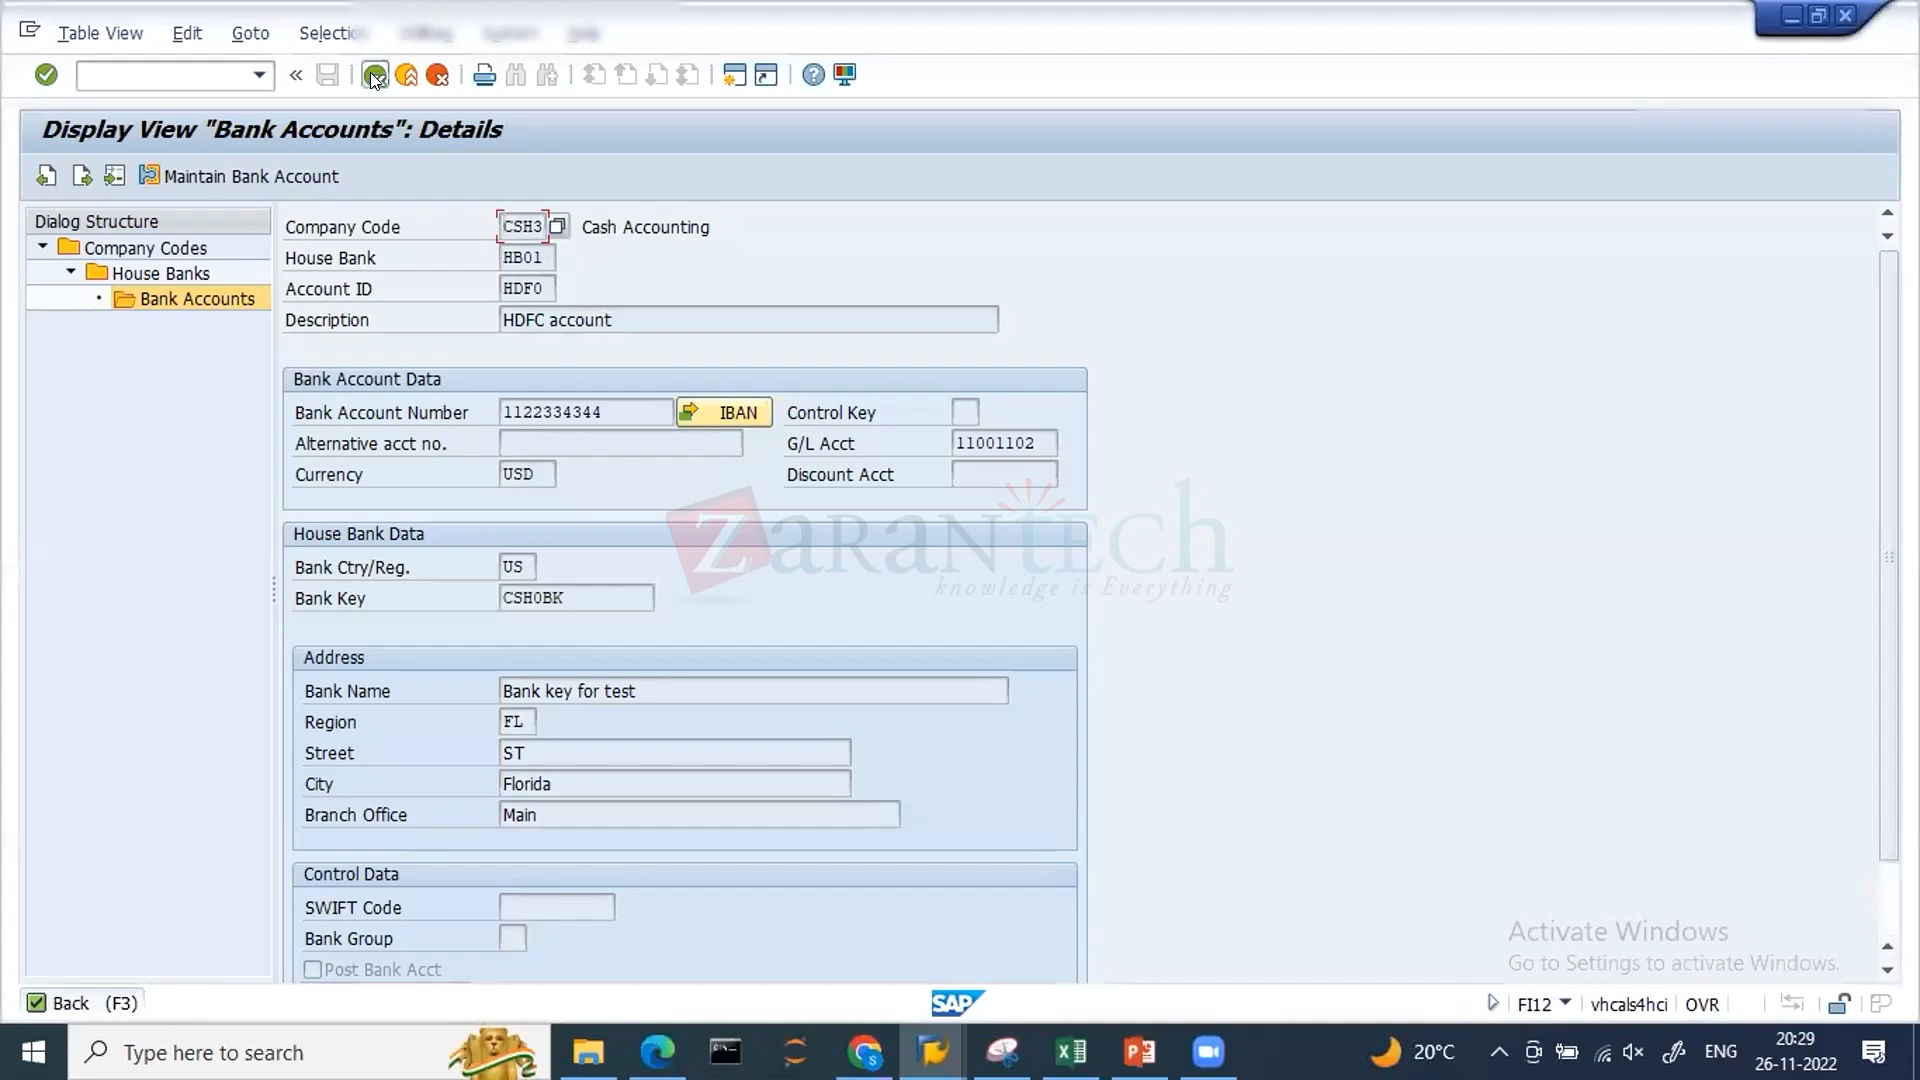 Table View Edit Goto Selection
Display View "Bank Accounts": Details
Maintain Bank Account
Dialog Structure
Company Codes
House Banks
Bank Accounts
Company Code CSH3 Cash Accounting
House Bank HB01
Account ID HDF0
Description HDFC account
Bank Account Data
Bank Account Number 1122334344 IBAN Control Key
Alternative acct no. G/L Acct 11001102
Currency USD Discount Acct
House Bank Data
Bank Ctry/Reg. US
Bank Key CSH0BK
ZARANTECH
knowledge is Everything
Address
Bank Name Bank key for test
Region FL
Street ST
City Florida
Branch Office Main
Control Data
SWIFT Code
Bank Group
Post Bank Acct
Activate Windows
Go to Settings to activate Windows.
Back (F3) SAP FI12 vhcals4hci OVR
Type here to search 20°C ENG 20:29
26-11-2022